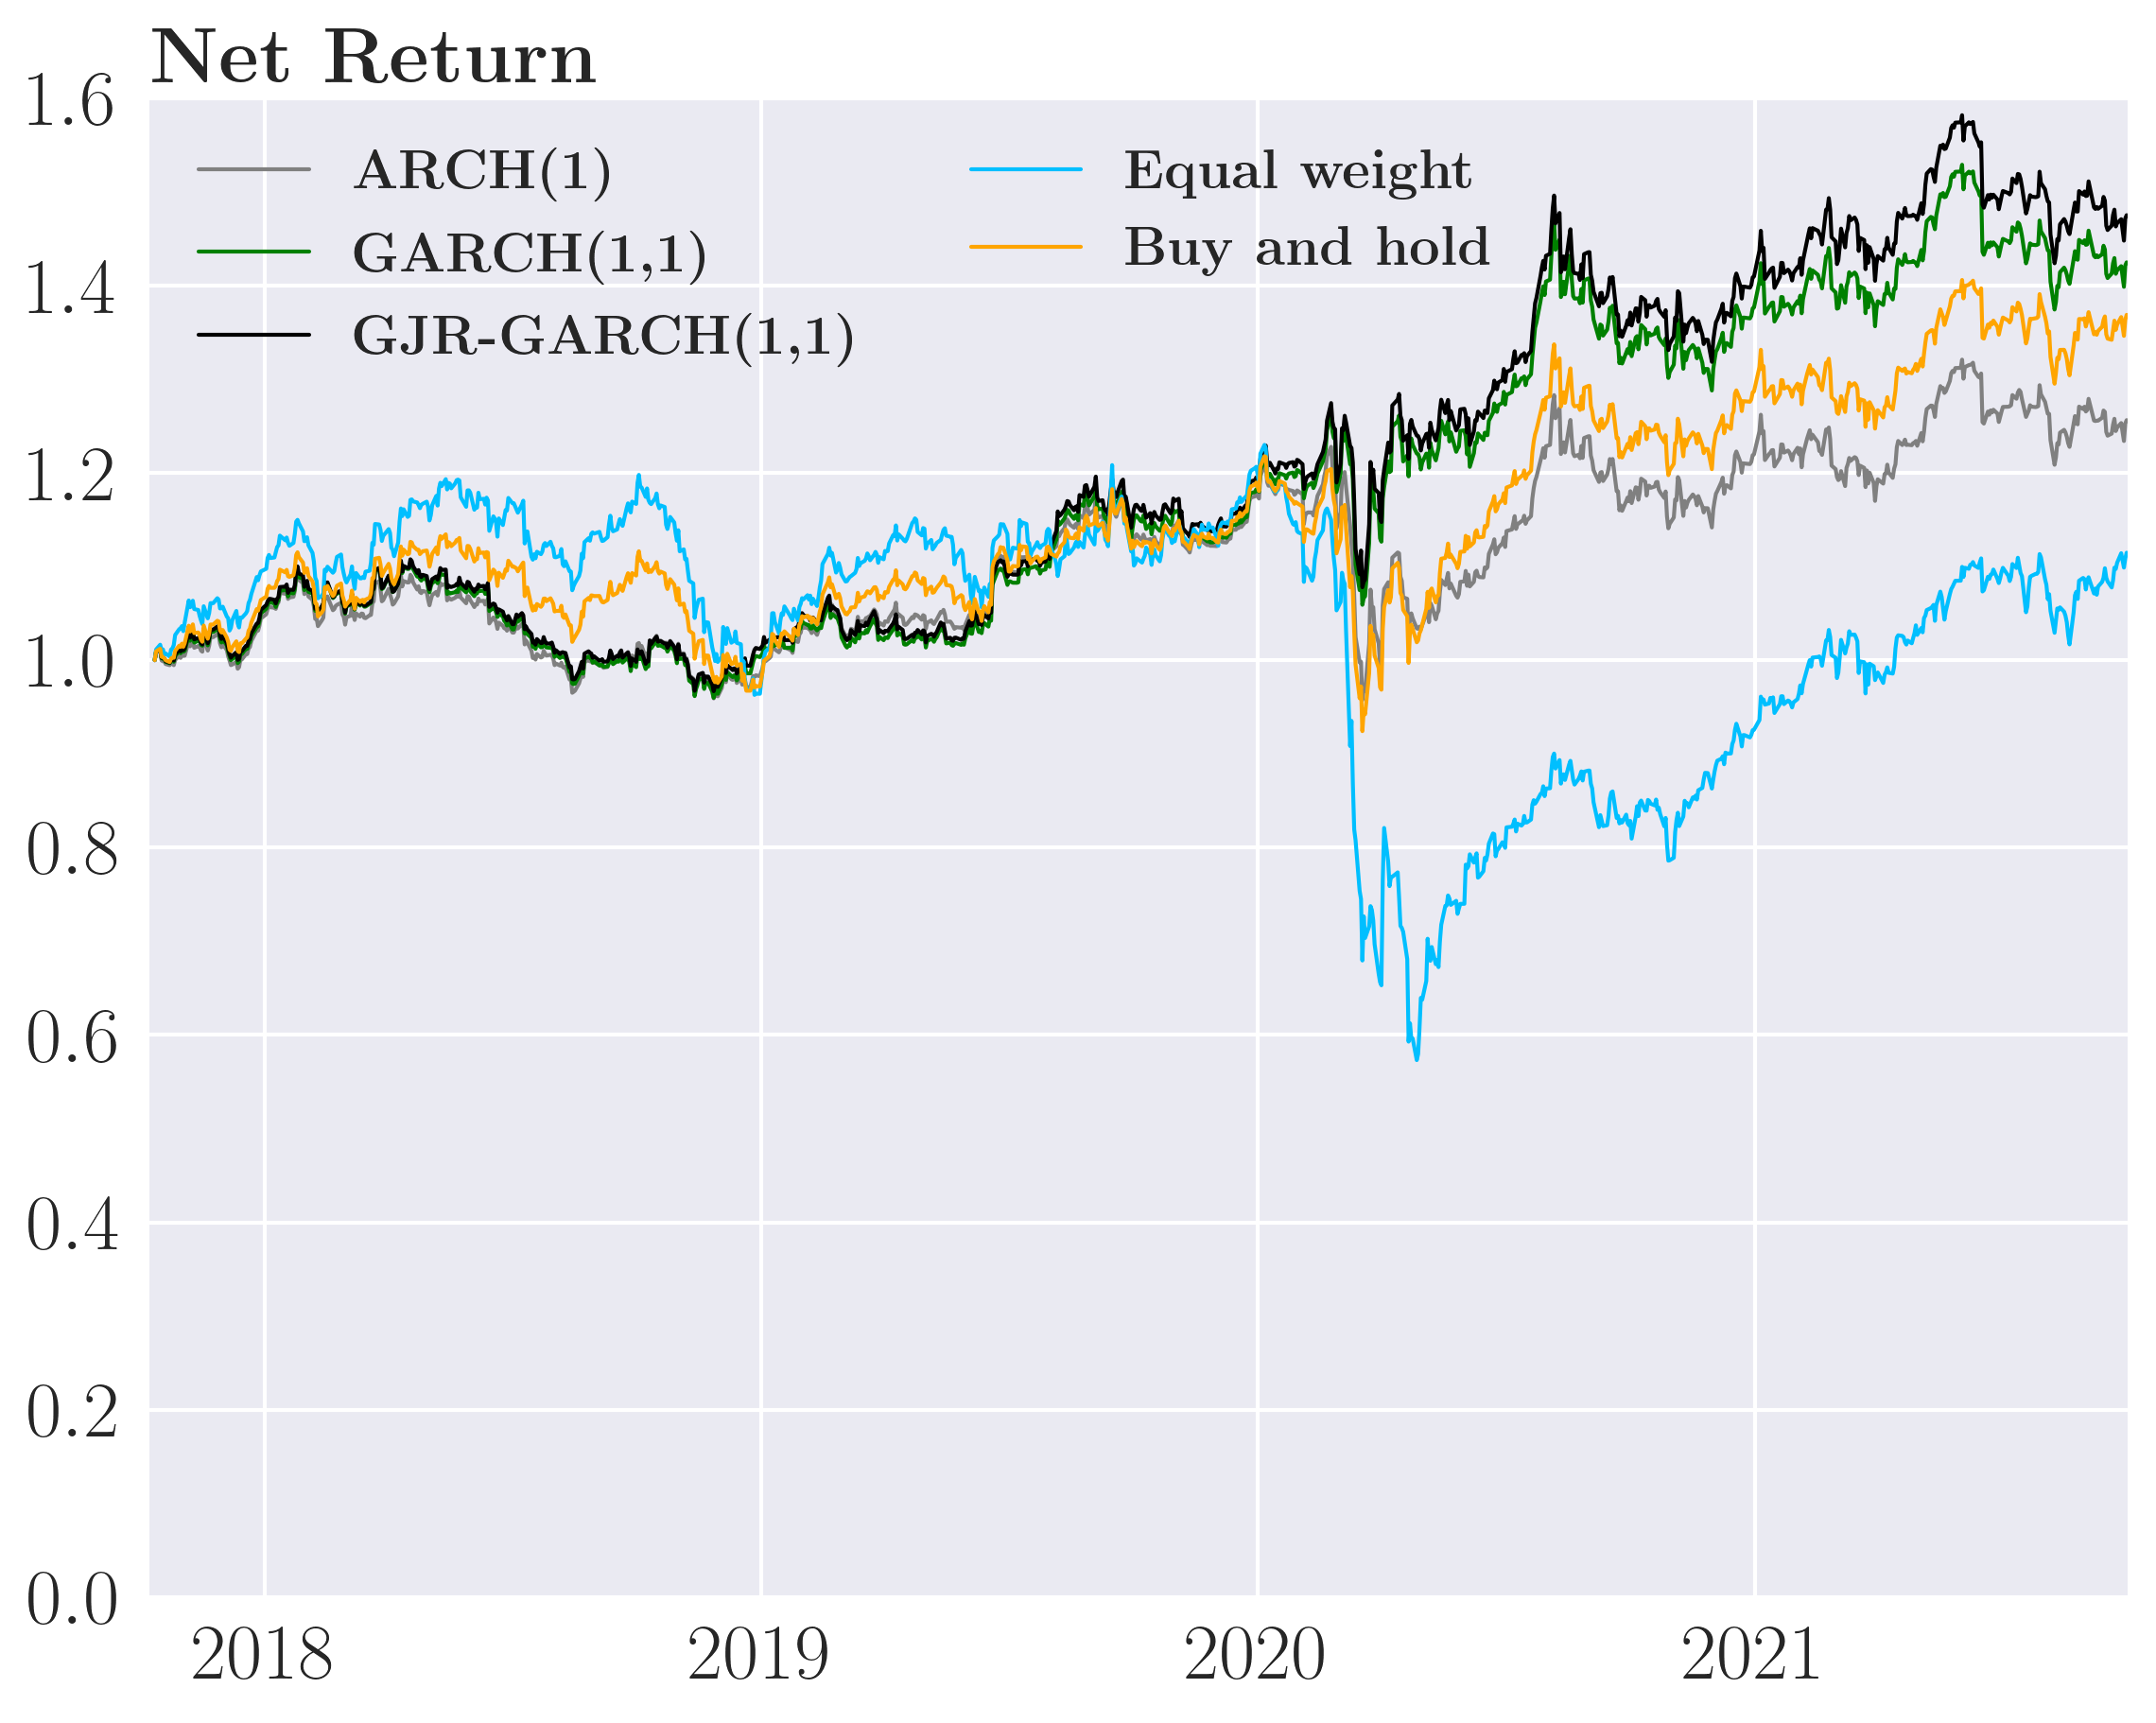 Net Return
1.6
ARCH(1)
GARCH(1,1)
GJR-GARCH(1,1)
Equal weight
Buy and hold
1.4
1.2
1.0
0.8
0.6
0.4
0.2
0.0
2018 2019 2020 2021